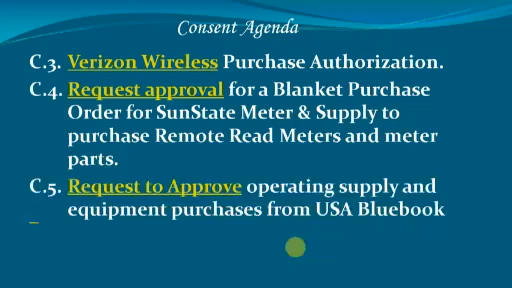 Consent Agenda
C.3. Verizon Wireless Purchase Authorization.
C.4. Request approval for a Blanket Purchase
Order for SunState Meter & Supply to
purchase Remote Read Meters and meter
parts.
C.5. Request to Approve operating supply and
equipment purchases from USA Bluebook